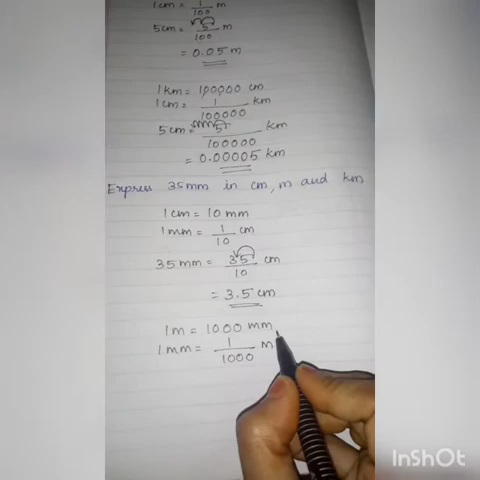 1cm = 1/100 m
5cm = 5/100 m
= 0.05 m
1km = 100000 cm
1cm = 1/100000 km
5cm = 5/100000 km
= 0.00005 km
Express 35mm in cm, m and km
1cm = 10 mm
1mm = 1/10 cm
35mm = 35/10 cm
= 3.5 cm
1m = 1000 mm
1mm = 1/1000 m
InShOt